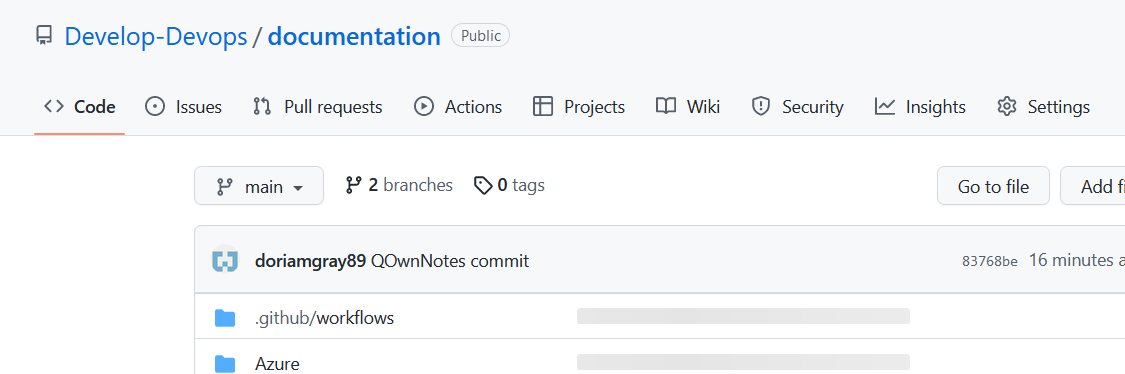 Develop-Devops / documentation Public
Code Issues Pull requests Actions Projects Wiki Security Insights Settings
main 2 branches 0 tags Go to file Add
doriamgray89 QOwnNotes commit 83768be 16 minutes
.github/workflows
Azure